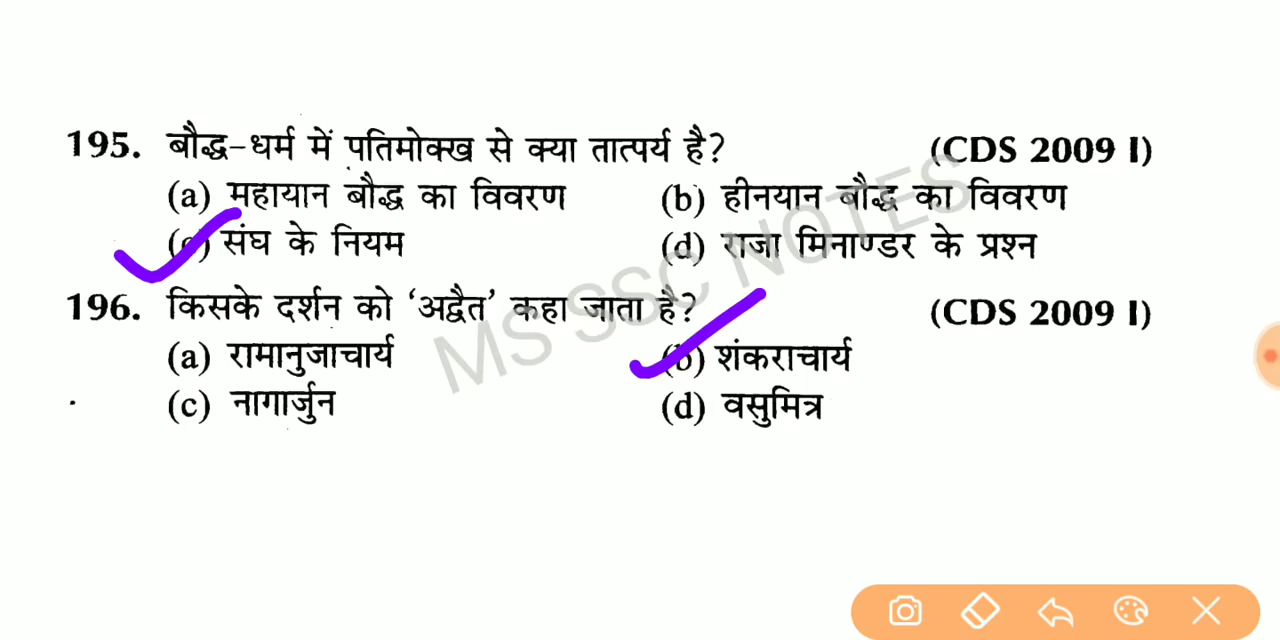 195. बौद्ध-धर्म में पतिमोक्ख से क्या तात्पर्य है? (CDS 2009 I)
(a) महायान बौद्ध का विवरण (b) हीनयान बौद्ध का विवरण
(c) संघ के नियम (d) राजा मिनाण्डर के प्रश्न
196. किसके दर्शन को ‘अद्वैत’ कहा जाता है? (CDS 2009 I)
(a) रामानुजाचार्य (b) शंकराचार्य
(c) नागार्जुन (d) वसुमित्र
MS SSC NOTES